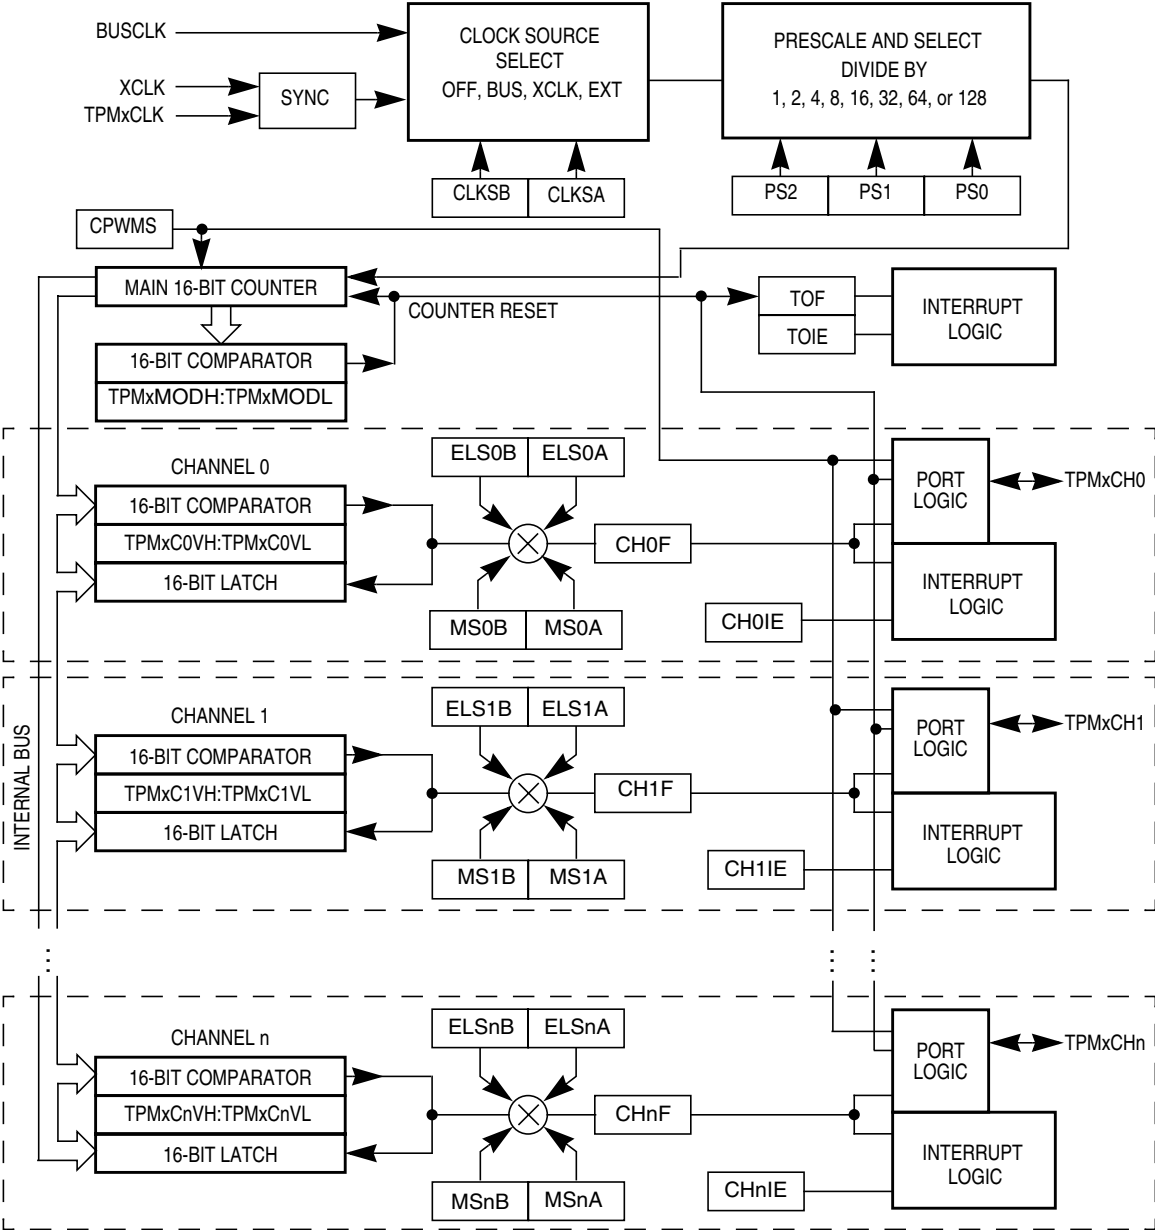 BUSCLK
XCLK
TPMxCLK
SYNC
CLOCK SOURCE
SELECT
OFF, BUS, XCLK, EXT
PRESCALE AND SELECT
DIVIDE BY
1, 2, 4, 8, 16, 32, 64, or 128
CLKSB
CLKSA
PS2
PS1
PS0
CPWMS
MAIN 16-BIT COUNTER
COUNTER RESET
16-BIT COMPARATOR
TPMxMODH:TPMxMODL
TOF
TOIE
INTERRUPT
LOGIC
CHANNEL 0
16-BIT COMPARATOR
TPMxC0VH:TPMxC0VL
16-BIT LATCH
ELS0B
ELS0A
MS0B
MS0A
CH0F
CH0IE
PORT
LOGIC
INTERRUPT
LOGIC
TPMxCH0
INTERNAL BUS
CHANNEL 1
16-BIT COMPARATOR
TPMxC1VH:TPMxC1VL
16-BIT LATCH
ELS1B
ELS1A
MS1B
MS1A
CH1F
CH1IE
PORT
LOGIC
INTERRUPT
LOGIC
TPMxCH1
CHANNEL n
16-BIT COMPARATOR
TPMxCnVH:TPMxCnVL
16-BIT LATCH
ELSnB
ELSnA
MSnB
MSnA
CHnF
CHnIE
PORT
LOGIC
INTERRUPT
LOGIC
TPMxCHn